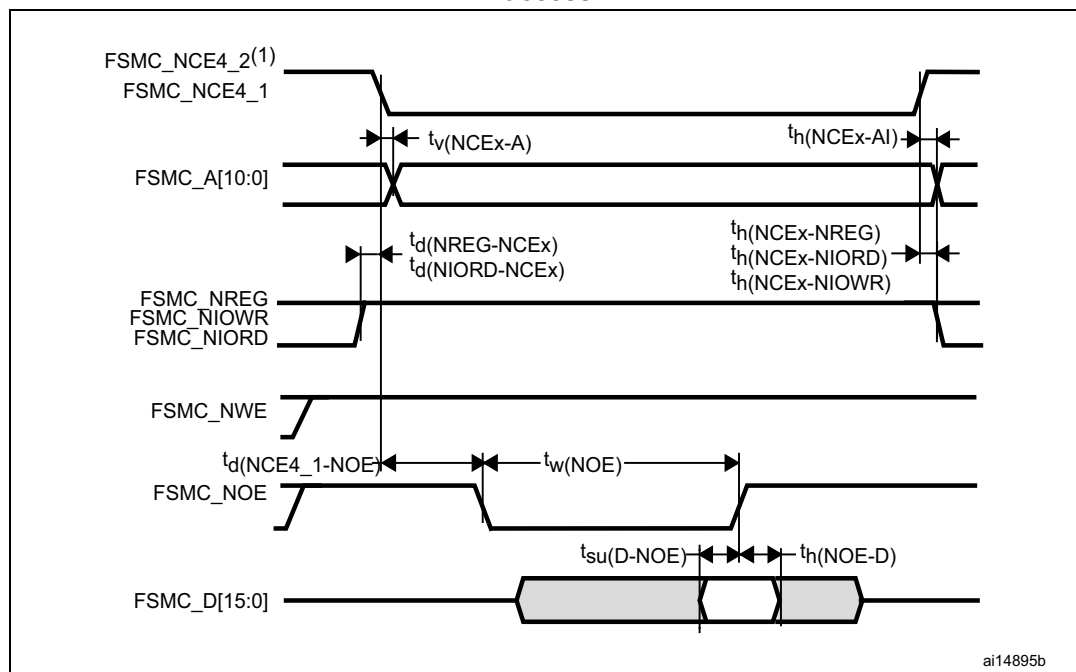 FSMC_NCE4_2(1)
FSMC_NCE4_1
tv(NCEx-A)
th(NCEx-AI)
FSMC_A[10:0]
td(NREG-NCEx)
td(NIORD-NCEx)
th(NCEx-NREG)
th(NCEx-NIORD)
th(NCEx-NIOWR)
FSMC_NREG
FSMC_NIOWR
FSMC_NIORD
FSMC_NWE
td(NCE4_1-NOE)
tw(NOE)
FSMC_NOE
tsu(D-NOE)
th(NOE-D)
FSMC_D[15:0]
ai14895b